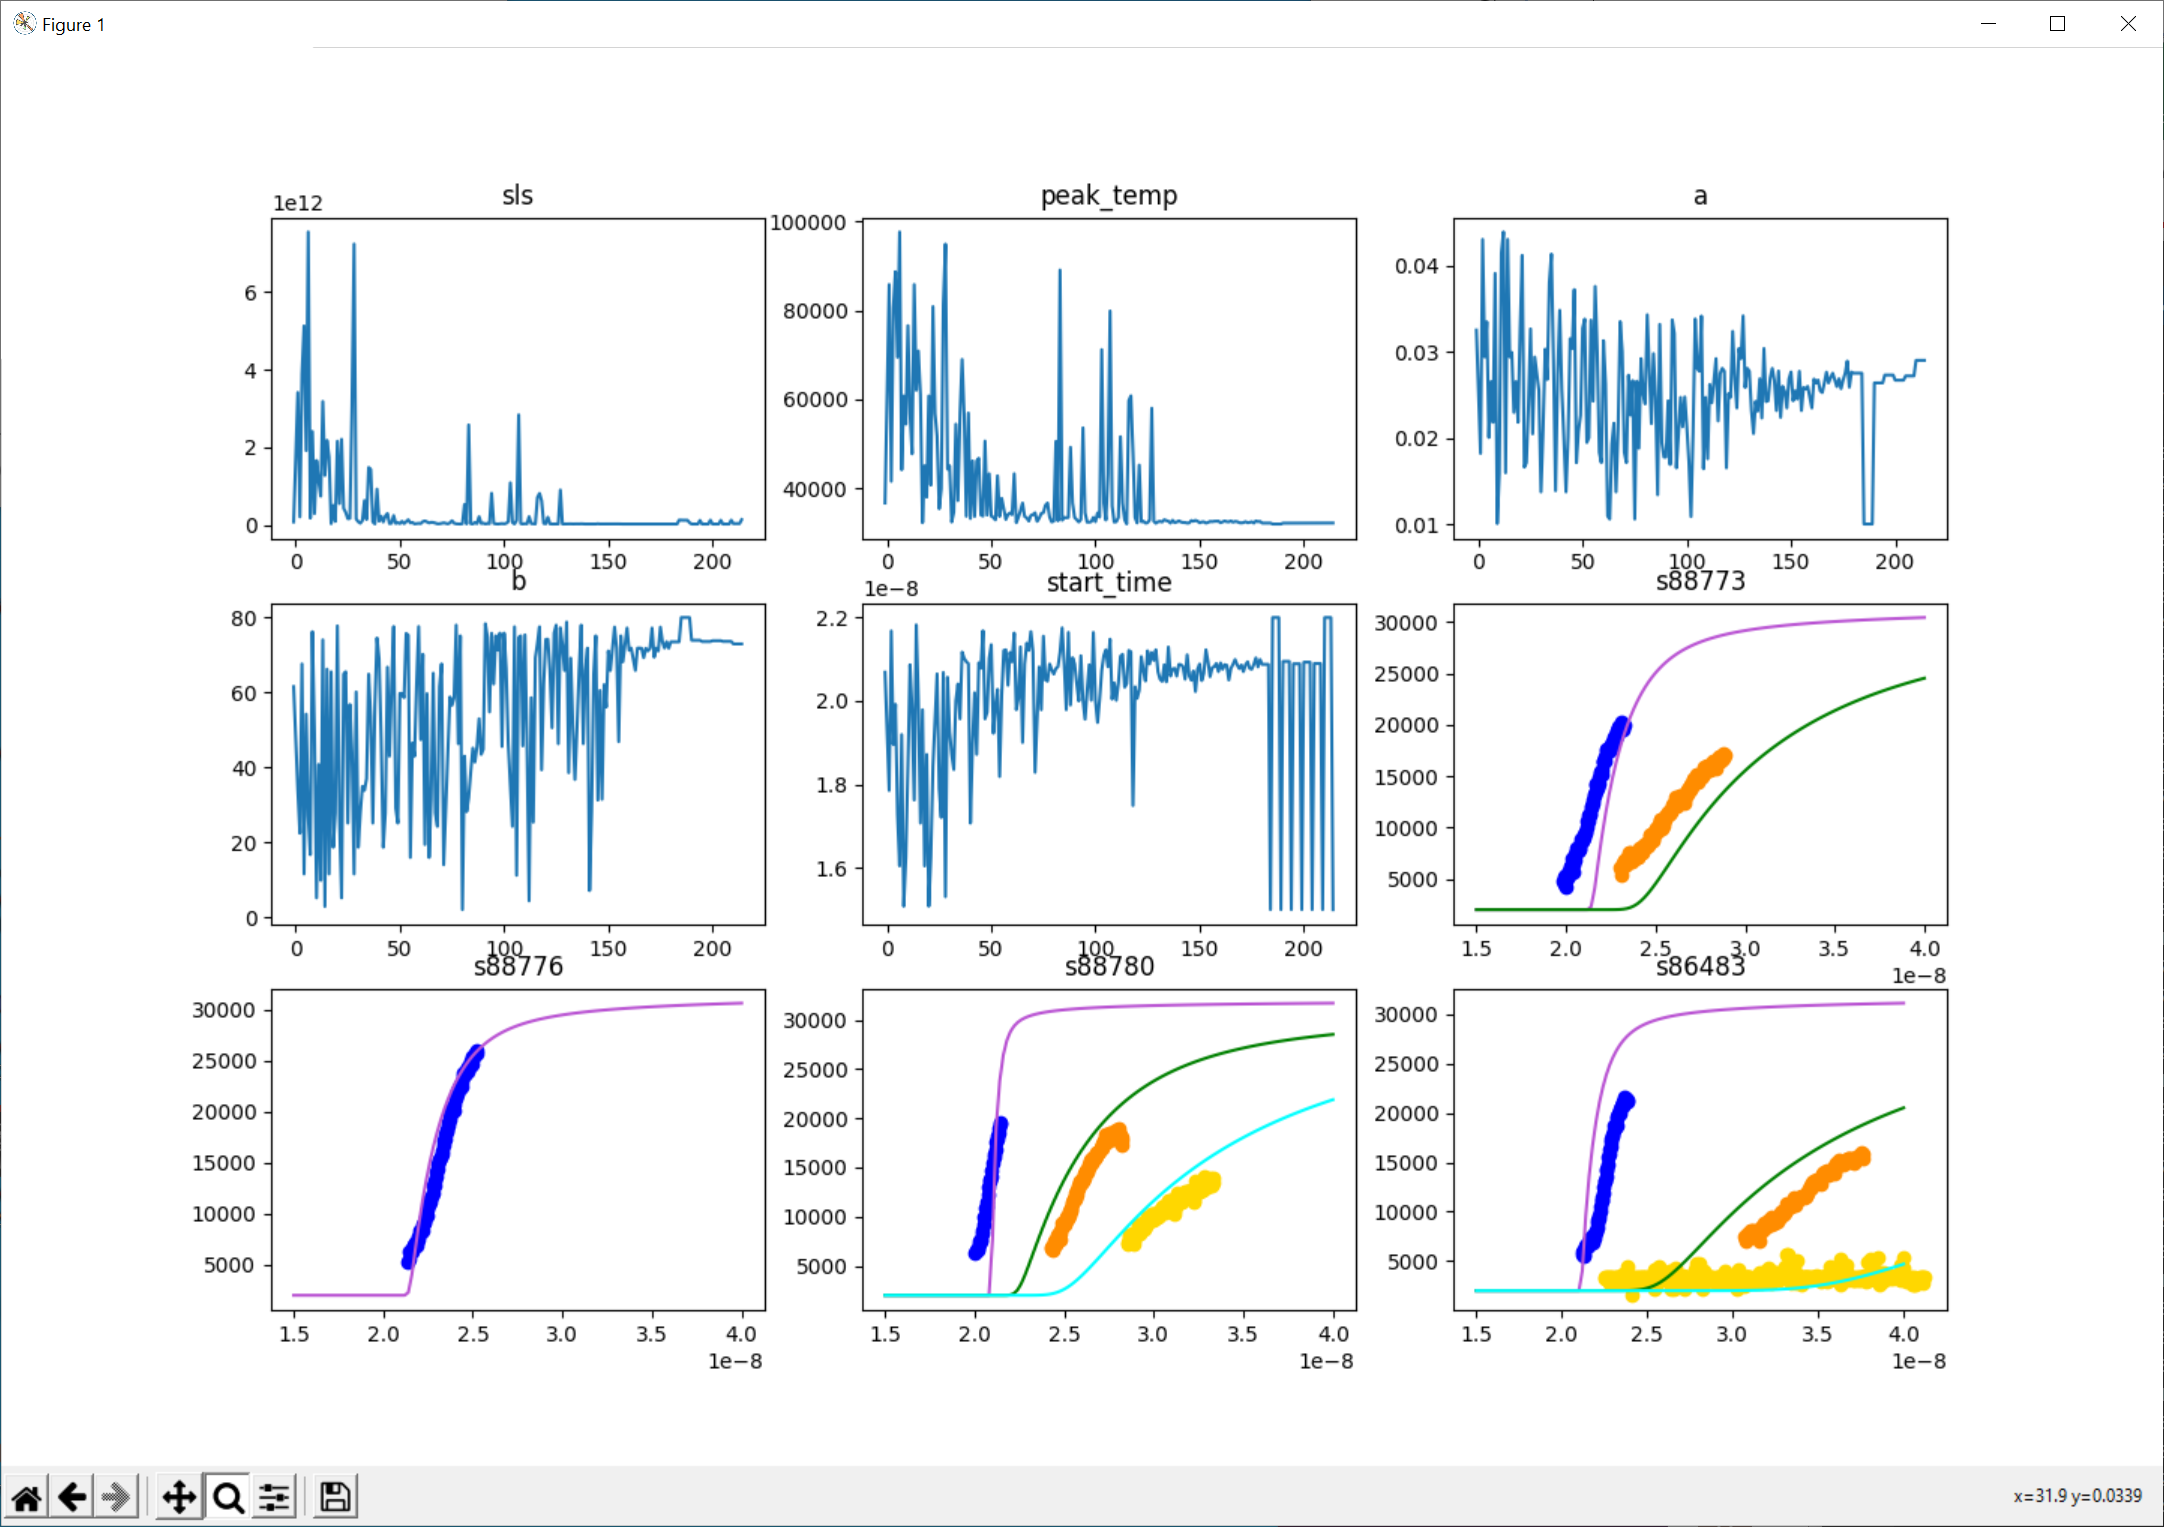 Figure 1
sls
1e12
6
4
2
0
0 50 100 150 200
peak_temp
100000
80000
60000
40000
0 50 100 150 200
a
0.04
0.03
0.02
0.01
0 50 100 150 200
b
80
60
40
20
0
0 50 100 150 200
start_time
1e−8
2.2
2.0
1.8
1.6
0 50 100 150 200
s88773
30000
25000
20000
15000
10000
5000
1.5 2.0 2.5 3.0 3.5 4.0
1e−8
s88776
30000
25000
20000
15000
10000
5000
1.5 2.0 2.5 3.0 3.5 4.0
1e−8
s88780
30000
25000
20000
15000
10000
5000
1.5 2.0 2.5 3.0 3.5 4.0
1e−8
s86483
30000
25000
20000
15000
10000
5000
1.5 2.0 2.5 3.0 3.5 4.0
1e−8
x=31.9 y=0.0339